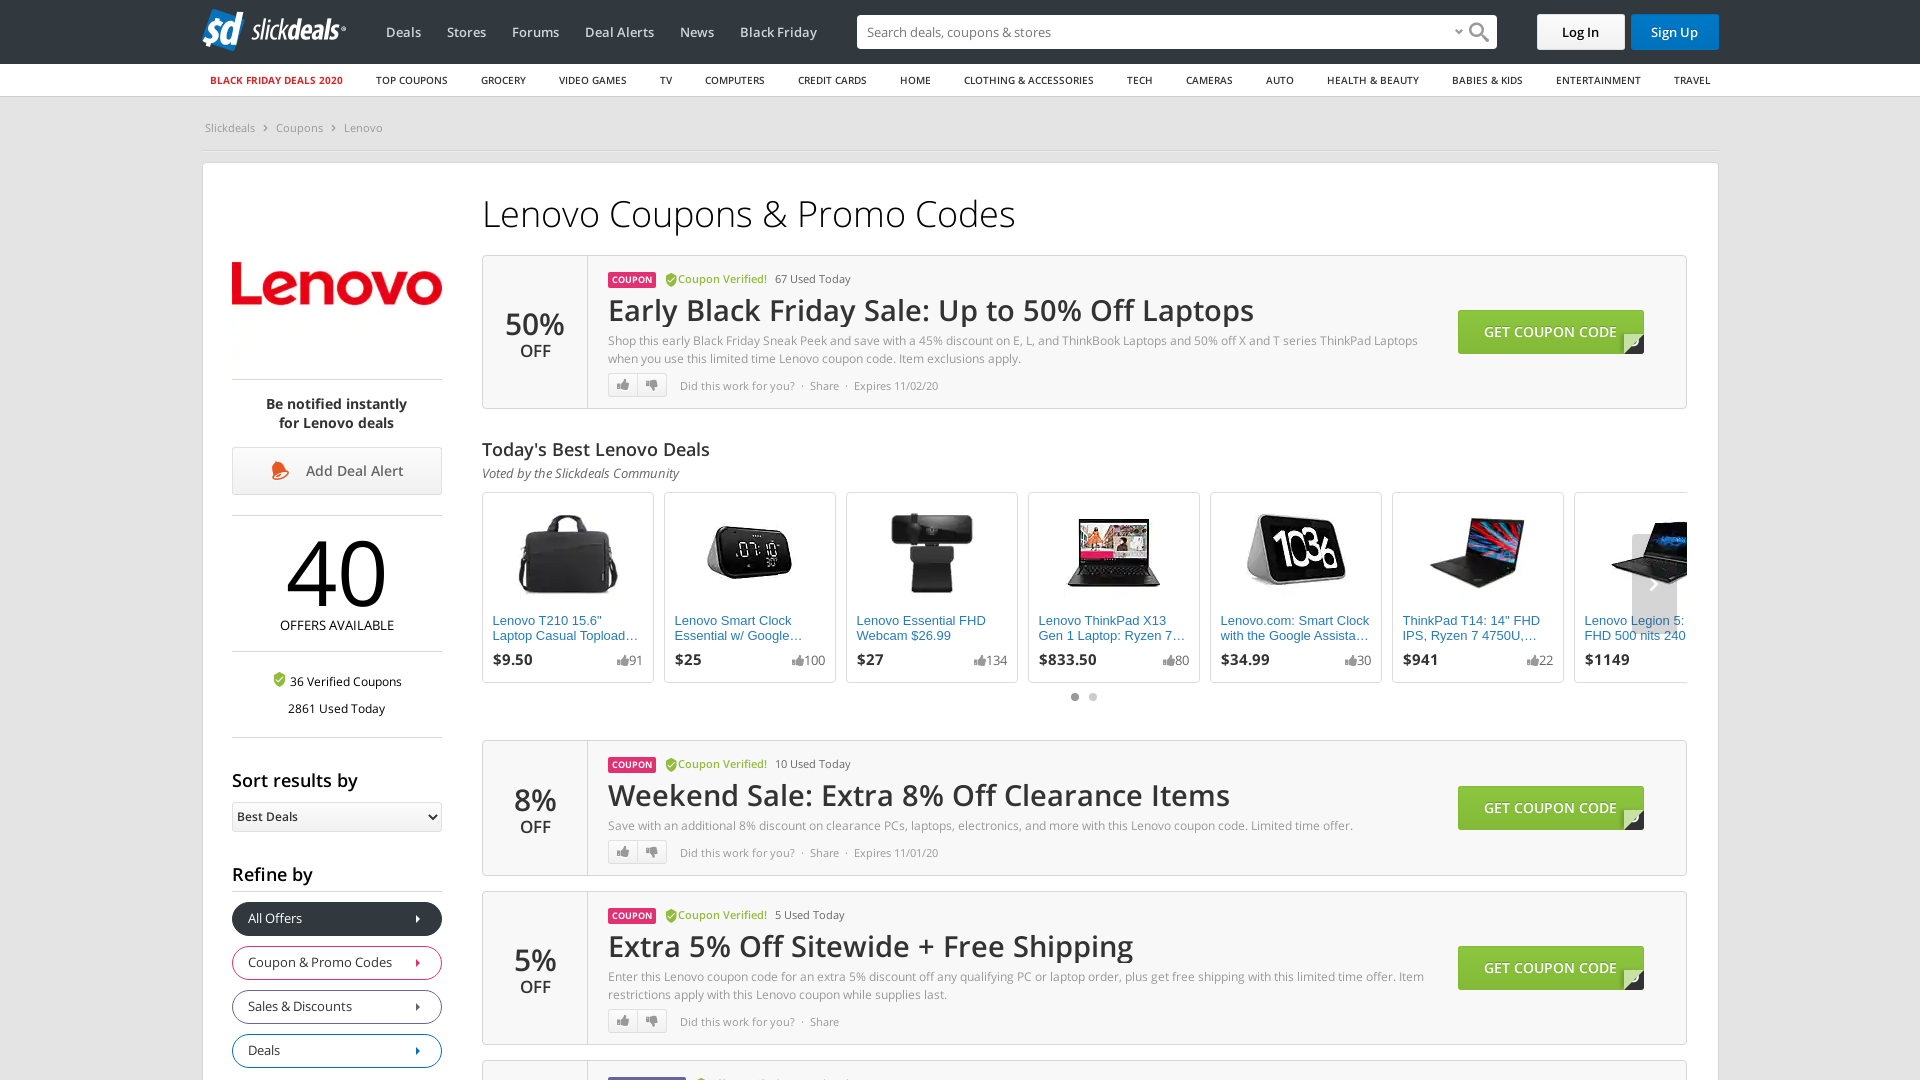 sd slickdeals
Deals
Stores
Forums
Deal Alerts
News
Black Friday
Search deals, coupons & stores
Log In
Sign Up
BLACK FRIDAY DEALS 2020
TOP COUPONS
GROCERY
VIDEO GAMES
TV
COMPUTERS
CREDIT CARDS
HOME
CLOTHING & ACCESSORIES
TECH
CAMERAS
AUTO
HEALTH & BEAUTY
BABIES & KIDS
ENTERTAINMENT
TRAVEL
Slickdeals > Coupons > Lenovo
Lenovo
Be notified instantly
for Lenovo deals
Add Deal Alert
40
OFFERS AVAILABLE
36 Verified Coupons
2861 Used Today
Sort results by
Best Deals
Refine by
All Offers
Coupon & Promo Codes
Sales & Discounts
Deals
Lenovo Coupons & Promo Codes
50%
OFF
COUPON Coupon Verified! 67 Used Today
Early Black Friday Sale: Up to 50% Off Laptops
Shop this early Black Friday Sneak Peek and save with a 45% discount on E, L, and ThinkBook Laptops and 50% off X and T series ThinkPad Laptops
when you use this limited time Lenovo coupon code. Item exclusions apply.
Did this work for you? · Share · Expires 11/02/20
GET COUPON CODE
Today's Best Lenovo Deals
Voted by the Slickdeals Community
Lenovo T210 15.6"
Laptop Casual Topload…
$9.50 91
Lenovo Smart Clock
Essential w/ Google…
$25 100
Lenovo Essential FHD
Webcam $26.99
$27 134
Lenovo ThinkPad X13
Gen 1 Laptop: Ryzen 7…
$833.50 80
Lenovo.com: Smart Clock
with the Google Assista…
$34.99 30
ThinkPad T14: 14" FHD
IPS, Ryzen 7 4750U,…
$941 22
Lenovo Legion 5:
FHD 500 nits 240
$1149
8%
OFF
COUPON Coupon Verified! 10 Used Today
Weekend Sale: Extra 8% Off Clearance Items
Save with an additional 8% discount on clearance PCs, laptops, electronics, and more with this Lenovo coupon code. Limited time offer.
Did this work for you? · Share · Expires 11/01/20
GET COUPON CODE
5%
OFF
COUPON Coupon Verified! 5 Used Today
Extra 5% Off Sitewide + Free Shipping
Enter this Lenovo coupon code for an extra 5% discount off any qualifying PC or laptop order, plus get free shipping with this limited time offer. Item
restrictions apply with this Lenovo coupon while supplies last.
Did this work for you? · Share
GET COUPON CODE